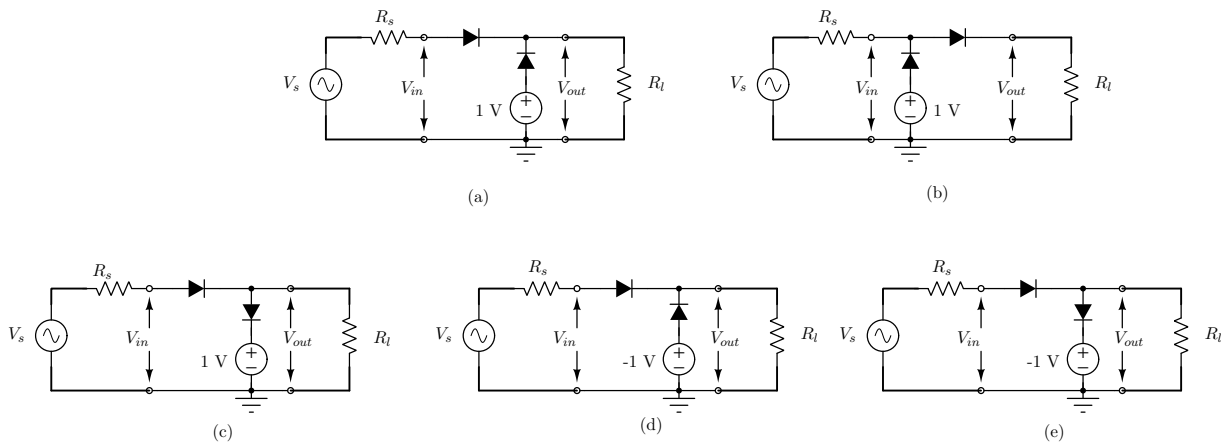 R_s
V_s
V_in
1 V
+
−
V_out
R_l
(a)
R_s
V_s
V_in
1 V
+
−
V_out
R_l
(b)
R_s
V_s
V_in
1 V
+
−
V_out
R_l
(c)
R_s
V_s
V_in
-1 V
+
−
V_out
R_l
(d)
R_s
V_s
V_in
-1 V
+
−
V_out
R_l
(e)